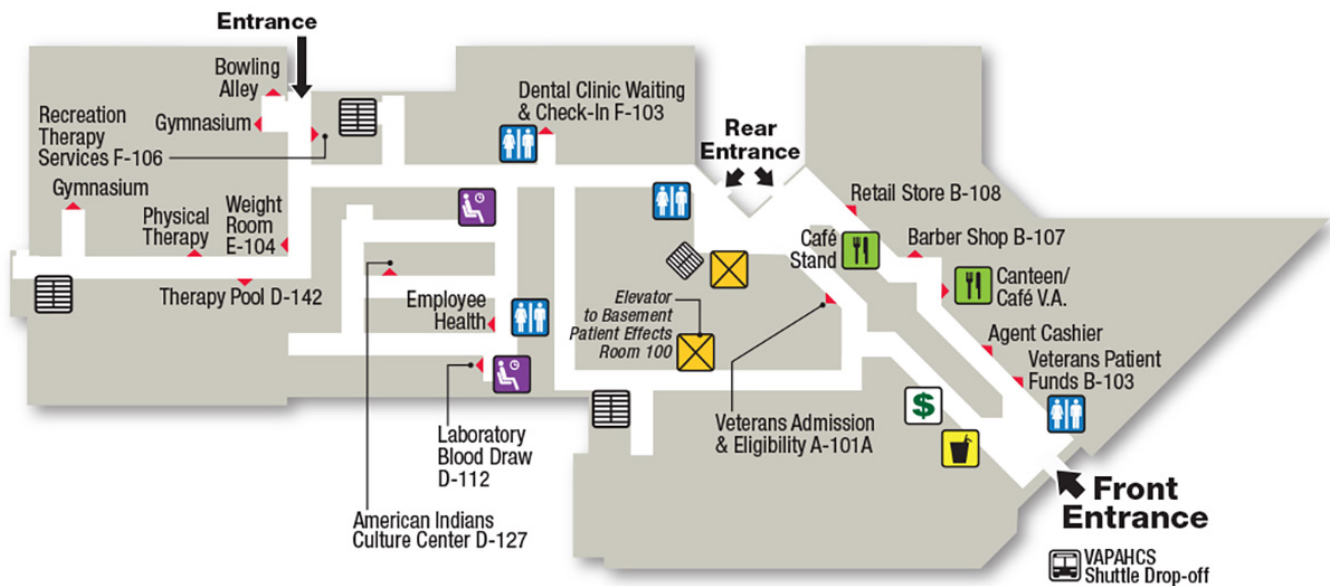 Entrance
Bowling
Alley
Gymnasium
Recreation
Therapy
Services F-106
Gymnasium
Physical
Therapy
Weight
Room
E-104
Therapy Pool D-142
Dental Clinic Waiting
& Check-In F-103
Rear
Entrance
Retail Store B-108
Café
Stand
Barber Shop B-107
Canteen/
Café V.A.
Employee
Health
Elevator
to Basement
Patient Effects
Room 100
Agent Cashier
Veterans Patient
Funds B-103
$
Laboratory
Blood Draw
D-112
Veterans Admission
& Eligibility A-101A
American Indians
Culture Center D-127
Front
Entrance
VAPAHCS
Shuttle Drop-off